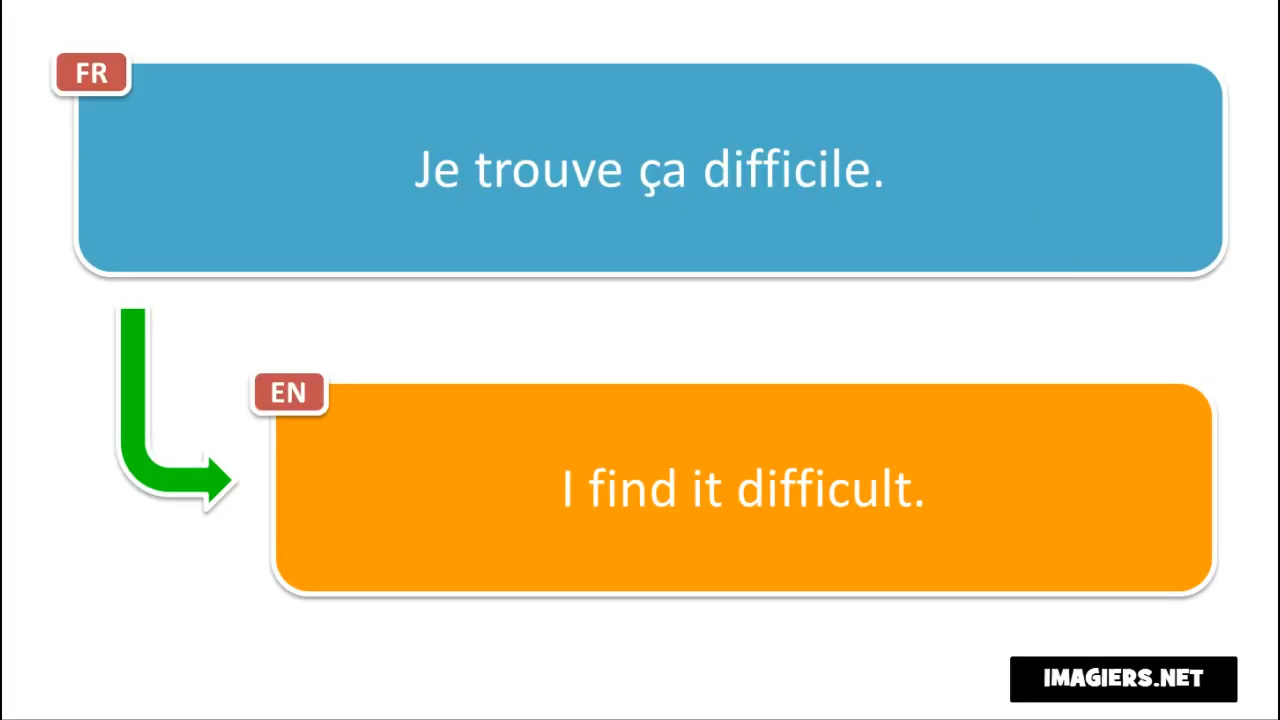 FR
Je trouve ça difficile.
EN
I find it difficult.
IMAGIERS.NET